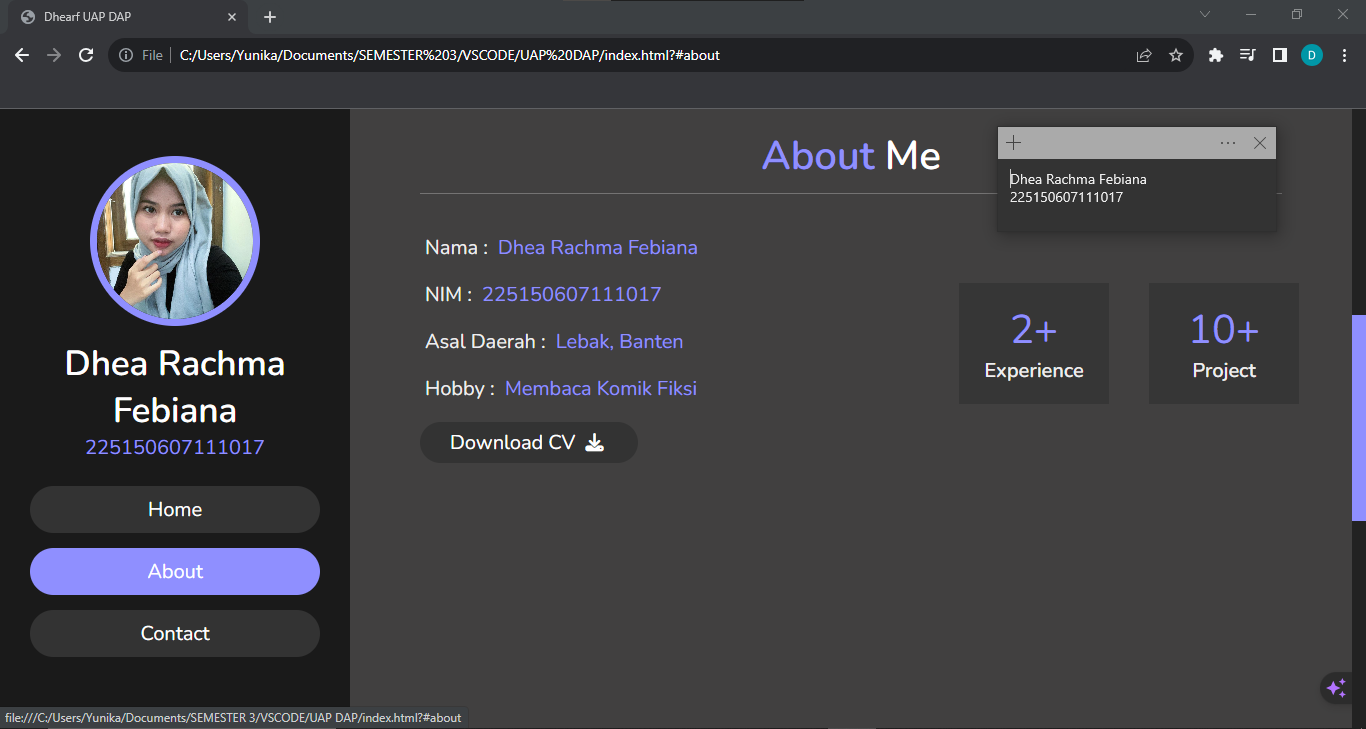 Dhearf UAP DAP
File
C:/Users/Yunika/Documents/SEMESTER%203/VSCODE/UAP%20DAP/index.html?#about
D
Dhea Rachma
Febiana
225150607111017
Home
About
Contact
About Me
Nama : Dhea Rachma Febiana
NIM : 225150607111017
Asal Daerah : Lebak, Banten
Hobby : Membaca Komik Fiksi
Download CV
Dhea Rachma Febiana
225150607111017
2+
Experience
10+
Project
file:///C:/Users/Yunika/Documents/SEMESTER 3/VSCODE/UAP DAP/index.html?#about